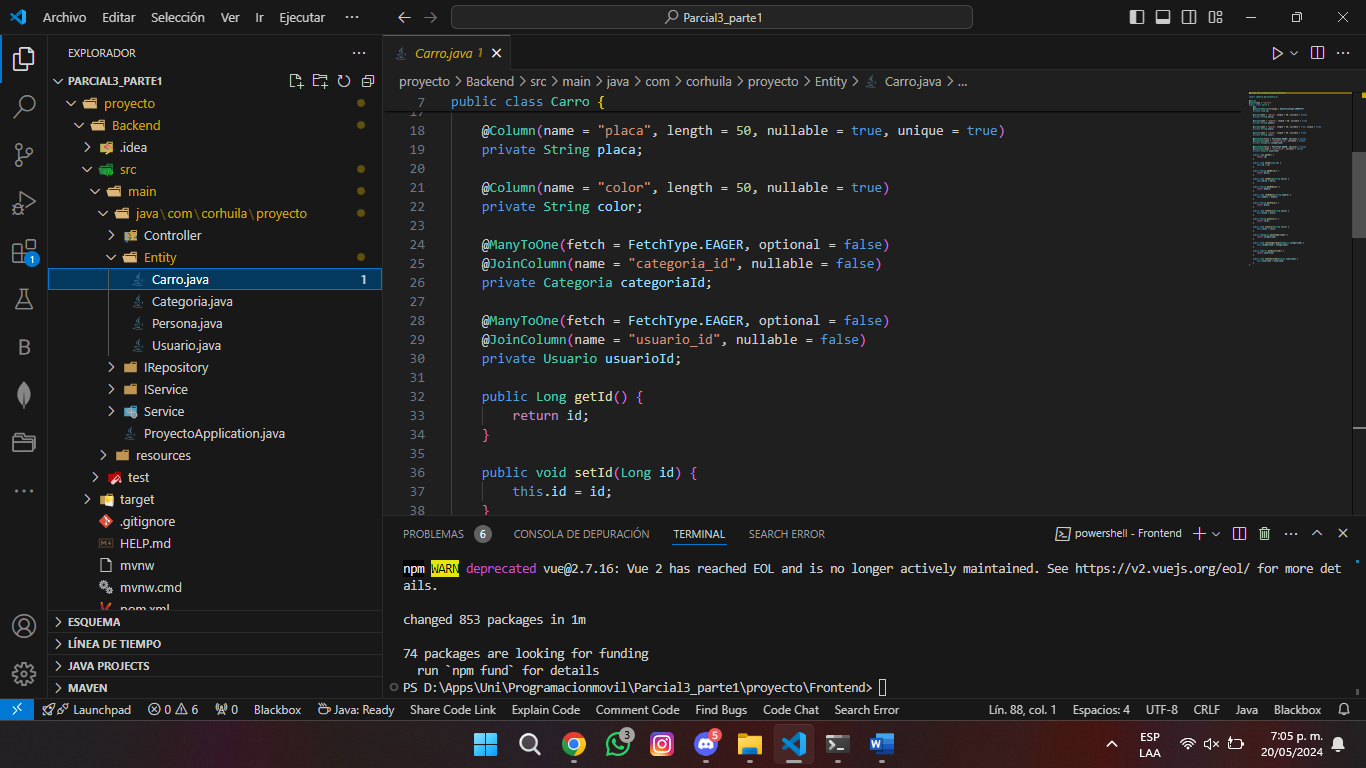 Archivo Editar Selección Ver Ir Ejecutar ···
Parcial3_parte1
EXPLORADOR
PARCIAL3_PARTE1
proyecto
Backend
.idea
src
main
java\com\corhuila\proyecto
Controller
Entity
Carro.java 1
Categoria.java
Persona.java
Usuario.java
IRepository
IService
Service
ProyectoApplication.java
resources
test
target
.gitignore
HELP.md
mvnw
mvnw.cmd
pom.xml
ESQUEMA
LÍNEA DE TIEMPO
JAVA PROJECTS
MAVEN
1
B
Carro.java 1
proyecto > Backend > src > main > java > com > corhuila > proyecto > Entity > Carro.java > ...
7 public class Carro {
17
18 @Column(name = "placa", length = 50, nullable = true, unique = true)
19 private String placa;
20
21 @Column(name = "color", length = 50, nullable = true)
22 private String color;
23
24 @ManyToOne(fetch = FetchType.EAGER, optional = false)
25 @JoinColumn(name = "categoria_id", nullable = false)
26 private Categoria categoriaId;
27
28 @ManyToOne(fetch = FetchType.EAGER, optional = false)
29 @JoinColumn(name = "usuario_id", nullable = false)
30 private Usuario usuarioId;
31
32 public Long getId() {
33 return id;
34 }
35
36 public void setId(Long id) {
37 this.id = id;
38 }
PROBLEMAS 6 CONSOLA DE DEPURACIÓN TERMINAL SEARCH ERROR
powershell - Frontend
npm WARN deprecated vue@2.7.16: Vue 2 has reached EOL and is no longer actively maintained. See https://v2.vuejs.org/eol/ for more det
ails.
changed 853 packages in 1m
74 packages are looking for funding
run `npm fund` for details
PS D:\Apps\Uni\Programacionmovil\Parcial3_parte1\proyecto\Frontend>
Launchpad 0 6 0 Blackbox Java: Ready Share Code Link Explain Code Comment Code Find Bugs Code Chat Search Error Lín. 88, col. 1 Espacios: 4 UTF-8 CRLF Java Blackbox
3
5
ESP
LAA
7:05 p. m.
20/05/2024